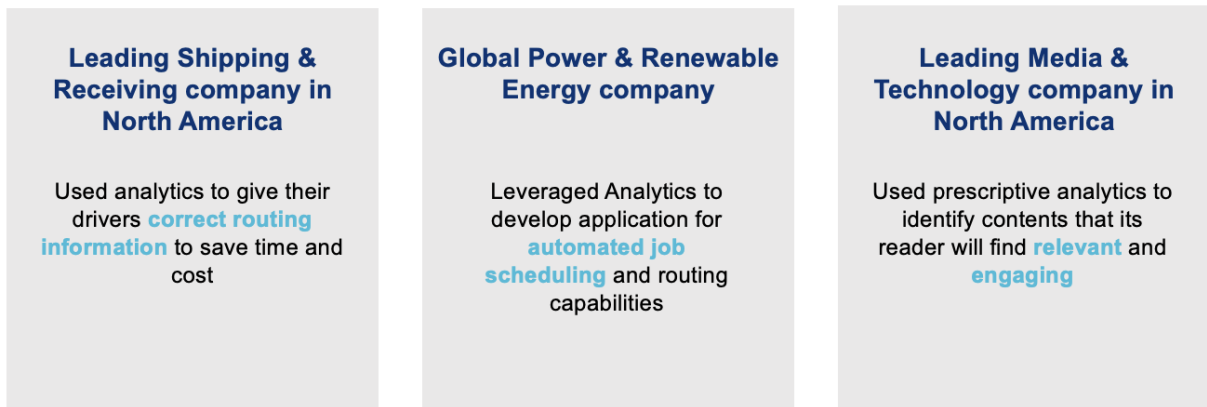 Leading Shipping &
Receiving company in
North America
Used analytics to give their
drivers correct routing
information to save time and
cost
Global Power & Renewable
Energy company
Leveraged Analytics to
develop application for
automated job
scheduling and routing
capabilities
Leading Media &
Technology company in
North America
Used prescriptive analytics to
identify contents that its
reader will find relevant and
engaging